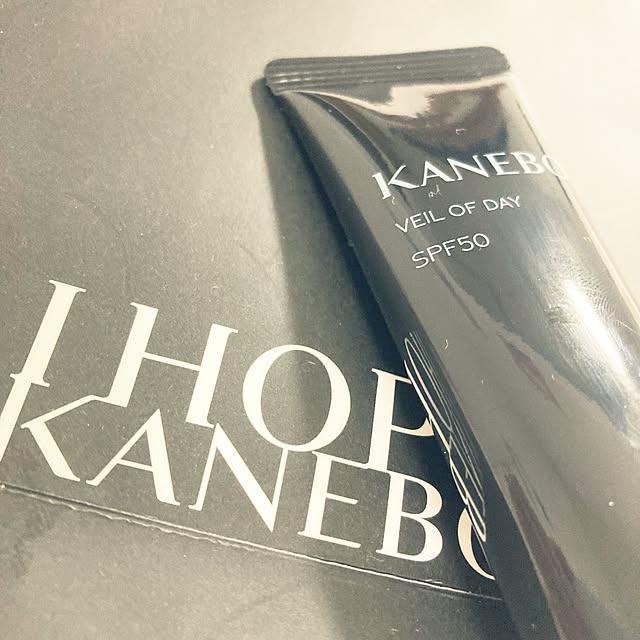 KANEBO
VEIL OF DAY
SPF50
I HOP
KANEBO